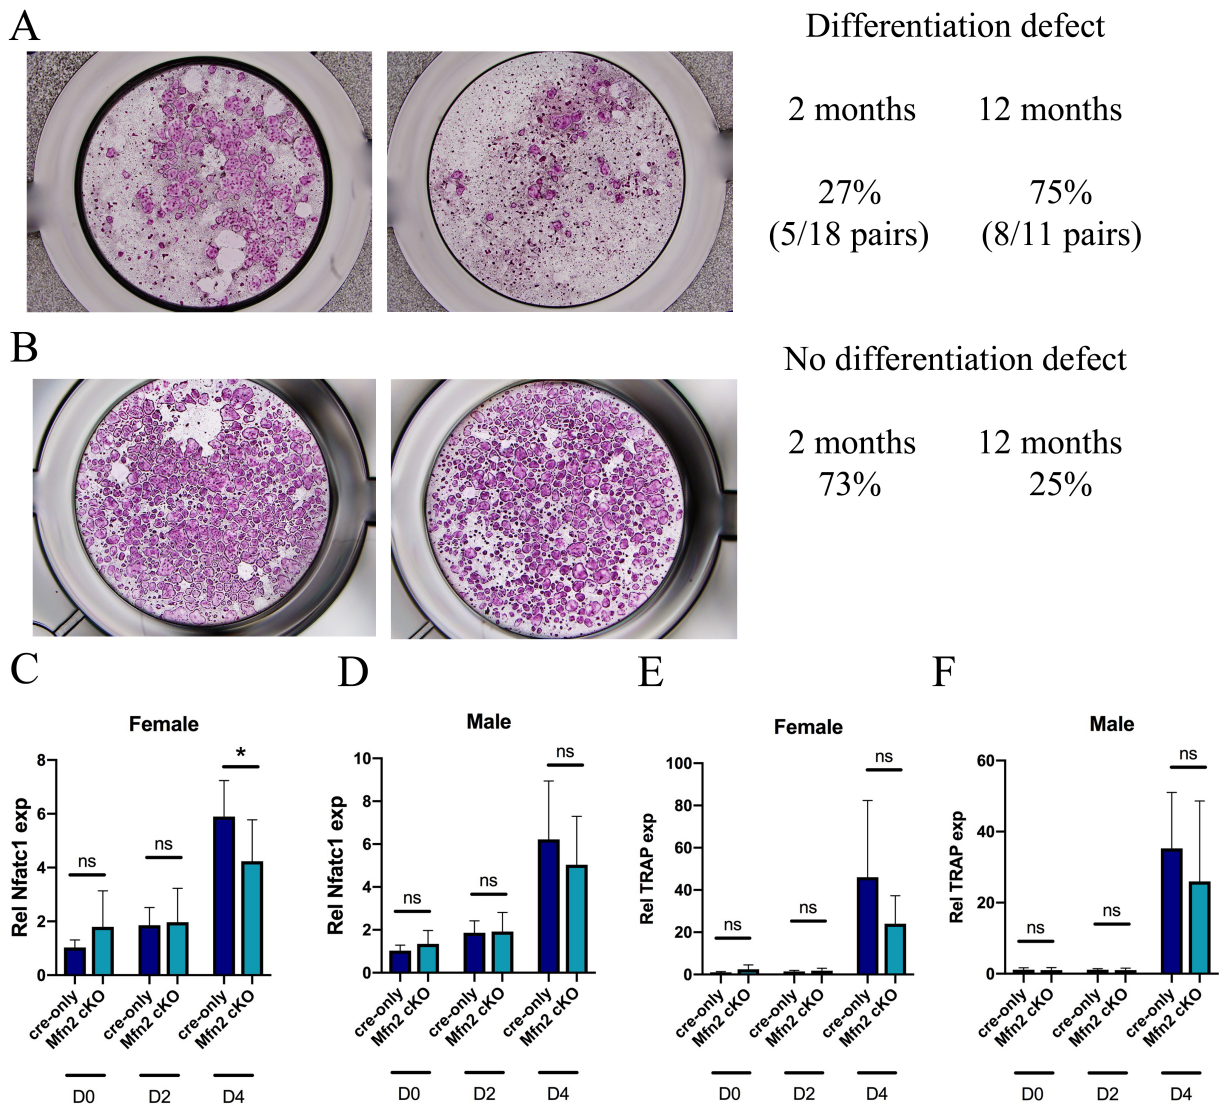 A
Differentiation defect
2 months 12 months
27% 75%
(5/18 pairs) (8/11 pairs)
B
No differentiation defect
2 months 12 months
73% 25%
C
Female
Rel Nfatc1 exp
8
6
4
2
0
ns
ns
*
cre-only
Mfn2 cKO
cre-only
Mfn2 cKO
cre-only
Mfn2 cKO
D0 D2 D4
D
Male
Rel Nfatc1 exp
10
8
6
4
2
0
ns
ns
ns
cre-only
Mfn2 cKO
cre-only
Mfn2 cKO
cre-only
Mfn2 cKO
D0 D2 D4
E
Female
Rel TRAP exp
100
80
60
40
20
0
ns
ns
ns
cre-only
Mfn2 cKO
cre-only
Mfn2 cKO
cre-only
Mfn2 cKO
D0 D2 D4
F
Male
Rel TRAP exp
60
40
20
0
ns
ns
ns
cre-only
Mfn2 cKO
cre-only
Mfn2 cKO
cre-only
Mfn2 cKO
D0 D2 D4